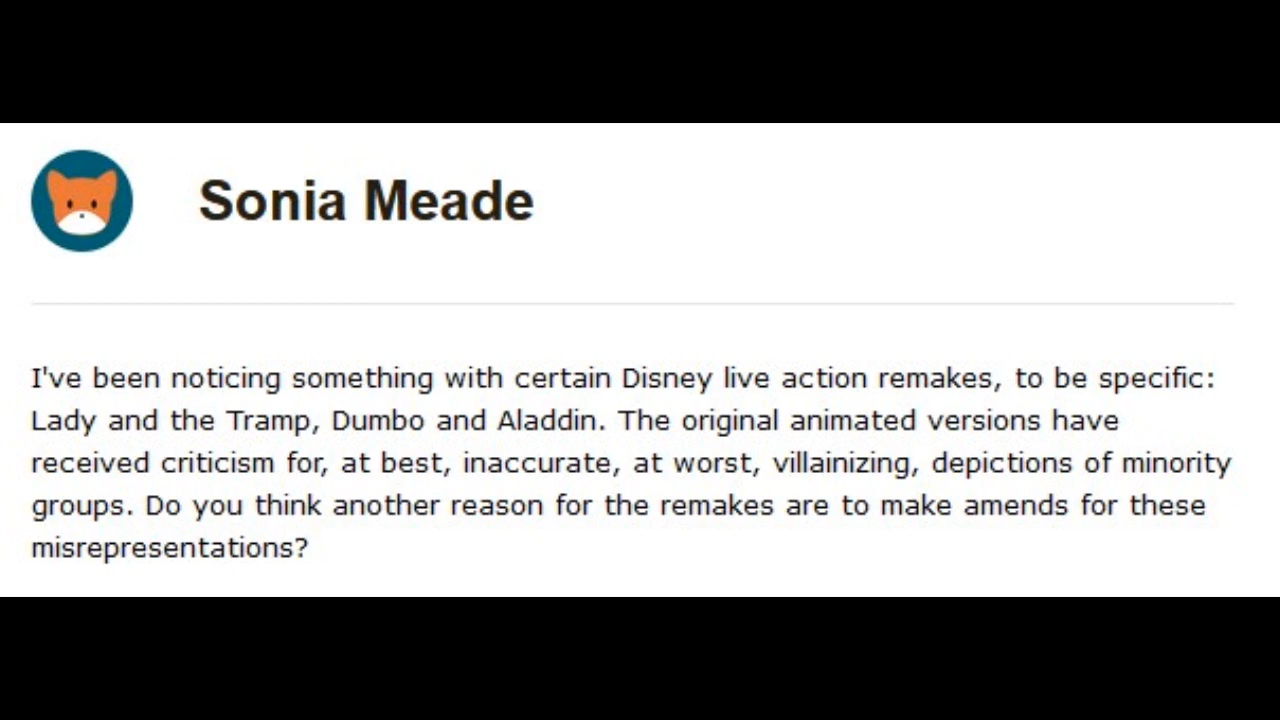 Sonia Meade
I've been noticing something with certain Disney live action remakes, to be specific:
Lady and the Tramp, Dumbo and Aladdin. The original animated versions have
received criticism for, at best, inaccurate, at worst, villainizing, depictions of minority
groups. Do you think another reason for the remakes are to make amends for these
misrepresentations?